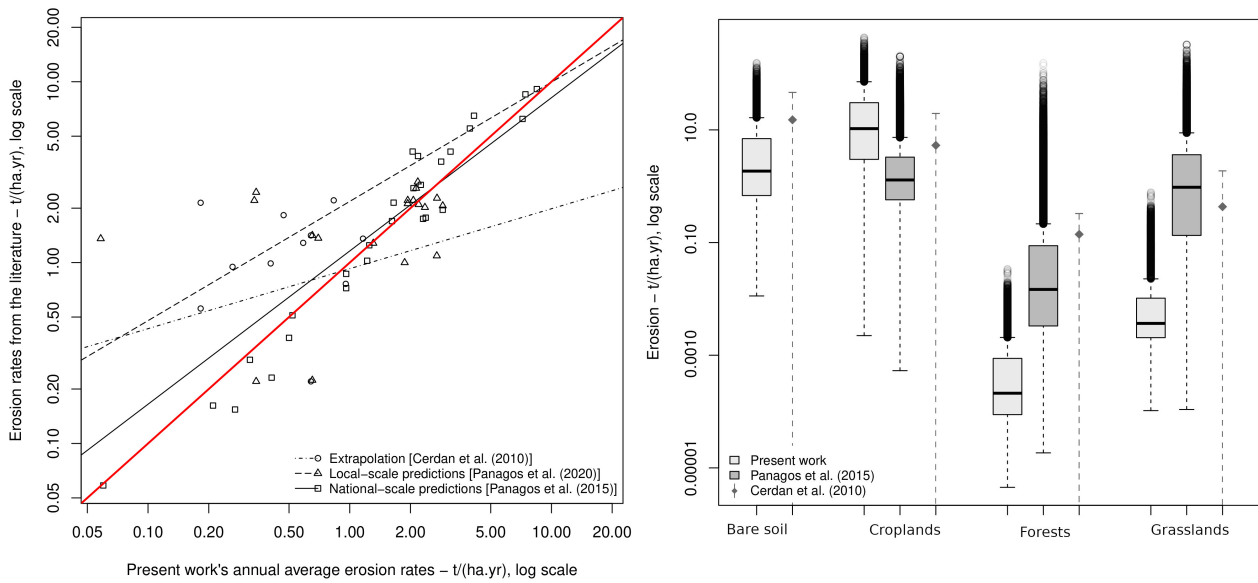 Erosion rates from the literature − t/(ha.yr), log scale
20.00
10.00
5.00
2.00
1.00
0.50
0.20
0.10
0.05
Extrapolation [Cerdan et al. (2010)]
Local−scale predictions [Panagos et al. (2020)]
National−scale predictions [Panagos et al. (2015)]
0.05 0.10 0.20 0.50 1.00 2.00 5.00 10.00 20.00
Present work's annual average erosion rates − t/(ha.yr), log scale
Erosion − t/(ha.yr), log scale
10.0
0.10
0.0010
0.00001
Present work
Panagos et al. (2015)
Cerdan et al. (2010)
Bare soil Croplands Forests Grasslands